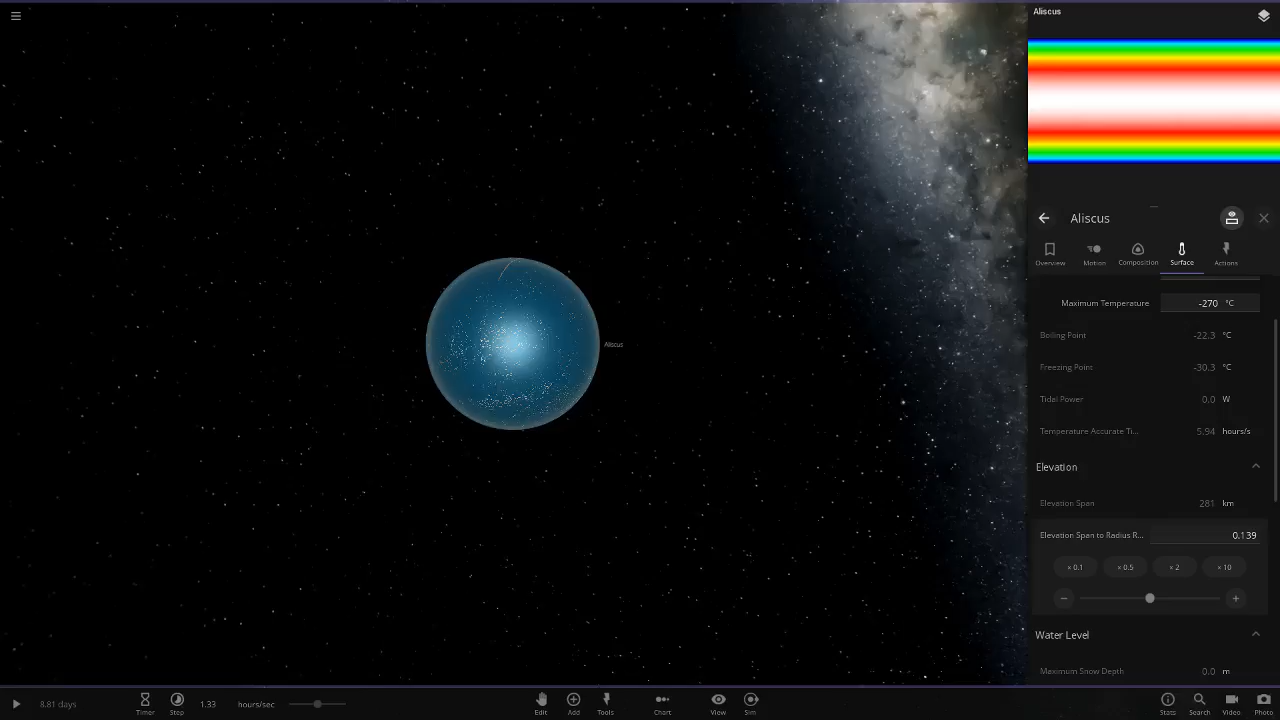 Aliscus
Aliscus
Overview
Motion
Composition
Surface
Actions
Maximum Temperature -270 °C
Boiling Point -22.3 °C
Freezing Point -30.3 °C
Tidal Power 0.0 W
Temperature Accurate Ti... 5.94 hours/s
Elevation
Elevation Span 281 km
Elevation Span to Radius R... 0.139
× 0.1 × 0.5 × 2 × 10
− +
Water Level
Maximum Snow Depth 0.0 m
Aliscus
8.81 days
Timer
Step
1.33 hours/sec
Edit
Add
Tools
Chart
View
Sim
Stats
Search
Video
Photo